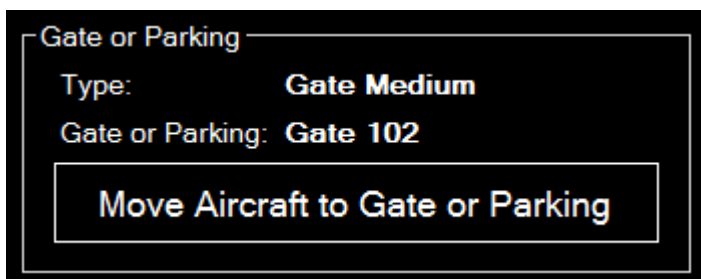 Gate or Parking
Type: Gate Medium
Gate or Parking: Gate 102
Move Aircraft to Gate or Parking